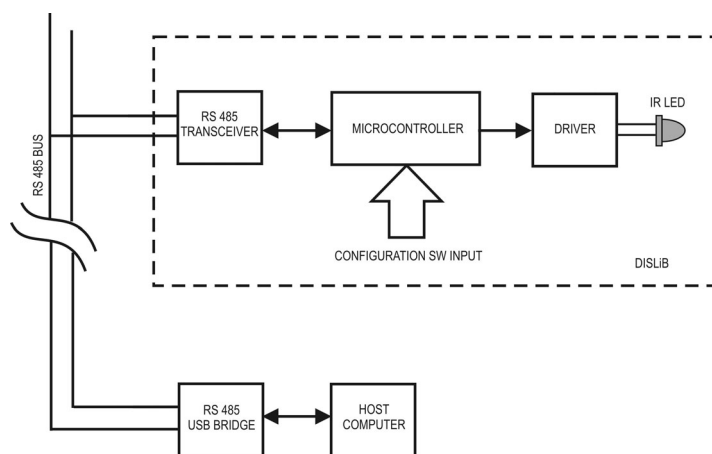 RS 485
TRANSCEIVER
MICROCONTROLLER
DRIVER
IR LED
RS 485 BUS
CONFIGURATION SW INPUT
DISLiB
RS 485
USB BRIDGE
HOST
COMPUTER